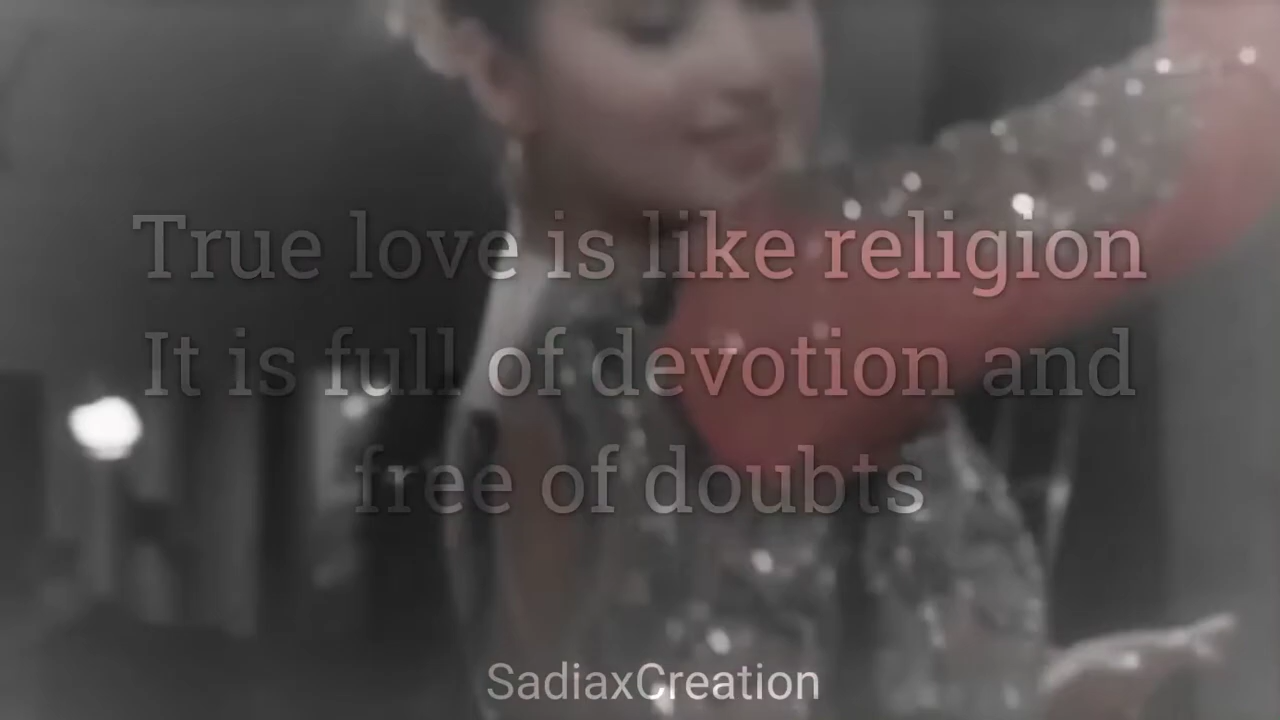 True love is like religion
It is full of devotion and
free of doubts
SadiaxCreation